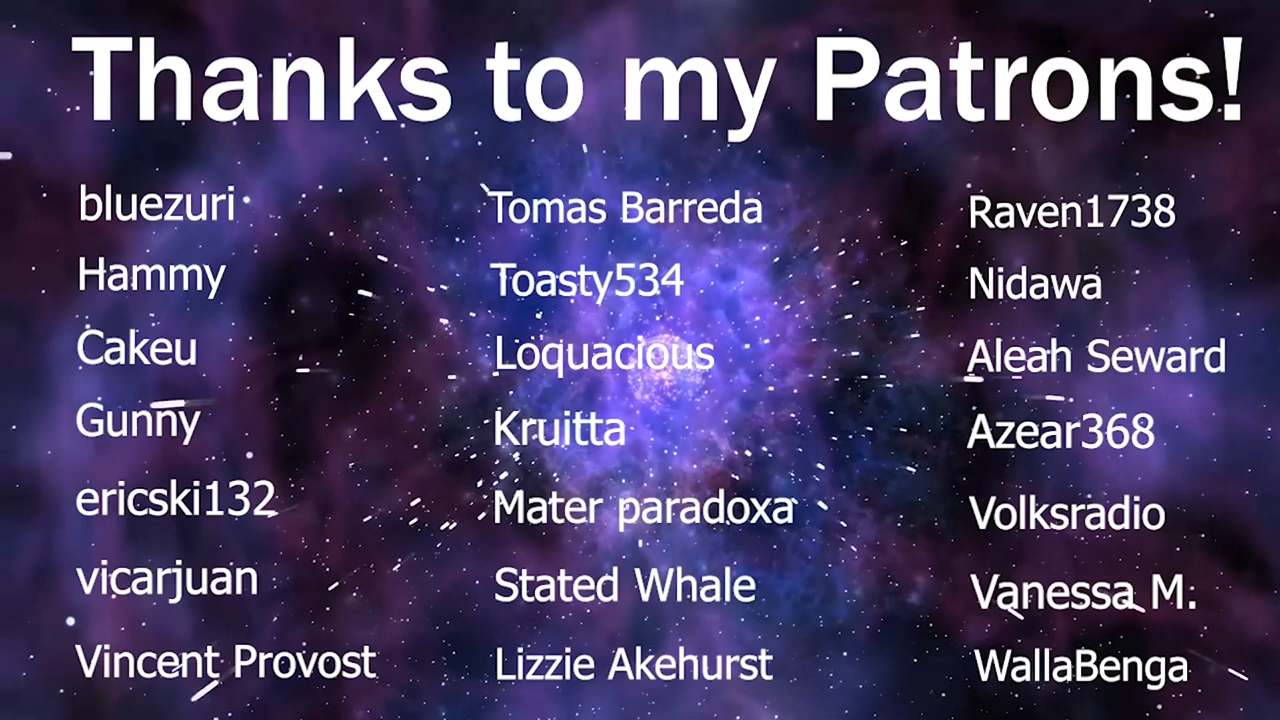 Thanks to my Patrons!
bluezuri
Hammy
Cakeu
Gunny
ericski132
vicarjuan
Vincent Provost
Tomas Barreda
Toasty534
Loquacious
Kruitta
Mater paradoxa
Stated Whale
Lizzie Akehurst
Raven1738
Nidawa
Aleah Seward
Azear368
Volksradio
Vanessa M.
WallaBenga